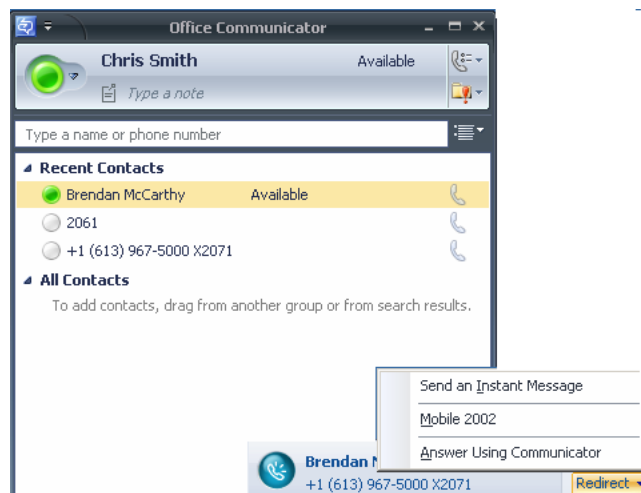 Office Communicator
Chris Smith Available
Type a note
Type a name or phone number
Recent Contacts
Brendan McCarthy Available
2061
+1 (613) 967-5000 X2071
All Contacts
To add contacts, drag from another group or from search results.
Send an Instant Message
Mobile 2002
Answer Using Communicator
Brendan
+1 (613) 967-5000 X2071
Redirect